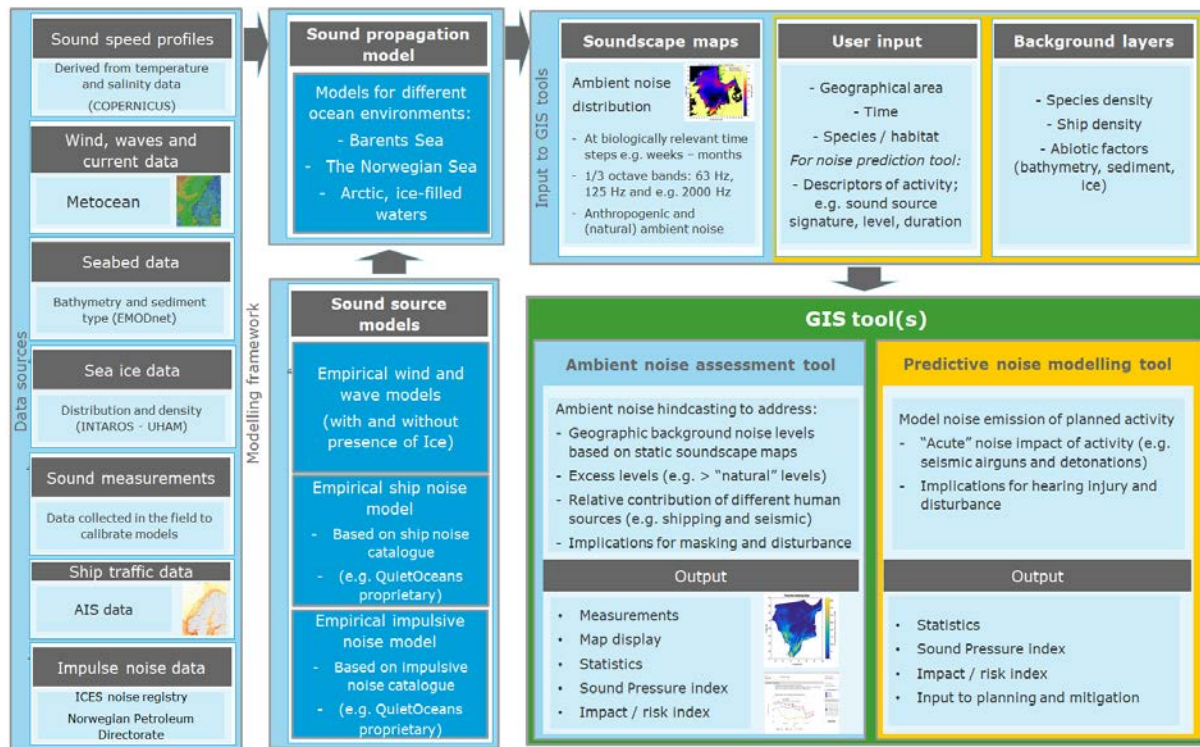 Data sources
Sound speed profiles
Derived from temperature
and salinity data
(COPERNICUS)
Wind, waves and
current data
Metocean
Seabed data
Bathymetry and sediment
type (EMODnet)
Sea ice data
Distribution and density
(INTAROS - UHAM)
Sound measurements
Data collected in the field to
calibrate models
Ship traffic data
AIS data
Impulse noise data
ICES noise registry
Norwegian Petroleum
Directorate
Modelling framework
Sound propagation
model
Models for different
ocean environments:
- Barents Sea
- The Norwegian Sea
- Arctic, ice-filled
waters
Sound source
models
Empirical wind and
wave models
(with and without
presence of Ice)
Empirical ship noise
model
- Based on ship noise
catalogue
- (e.g. QuietOceans
proprietary)
Empirical impulsive
noise model
- Based on impulsive
noise catalogue
- (e.g. QuietOceans
proprietary)
Input to GIS tools
Soundscape maps
Ambient noise
distribution
- At biologically relevant time
steps e.g. weeks – months
- 1/3 octave bands: 63 Hz,
125 Hz and e.g. 2000 Hz
- Anthropogenic and
(natural) ambient noise
User input
- Geographical area
- Time
- Species / habitat
For noise prediction tool:
- Descriptors of activity;
e.g. sound source
signature, level, duration
Background layers
- Species density
- Ship density
- Abiotic factors
(bathymetry, sediment,
ice)
GIS tool(s)
Ambient noise assessment tool
Ambient noise hindcasting to address:
- Geographic background noise levels
based on static soundscape maps
- Excess levels (e.g. > “natural” levels)
- Relative contribution of different human
sources (e.g. shipping and seismic)
- Implications for masking and disturbance
Output
• Measurements
• Map display
• Statistics
• Sound Pressure index
• Impact / risk index
Predictive noise modelling tool
Model noise emission of planned activity
- “Acute” noise impact of activity (e.g.
seismic airguns and detonations)
- Implications for hearing injury and
disturbance
Output
• Statistics
• Sound Pressure index
• Impact / risk index
• Input to planning and mitigation